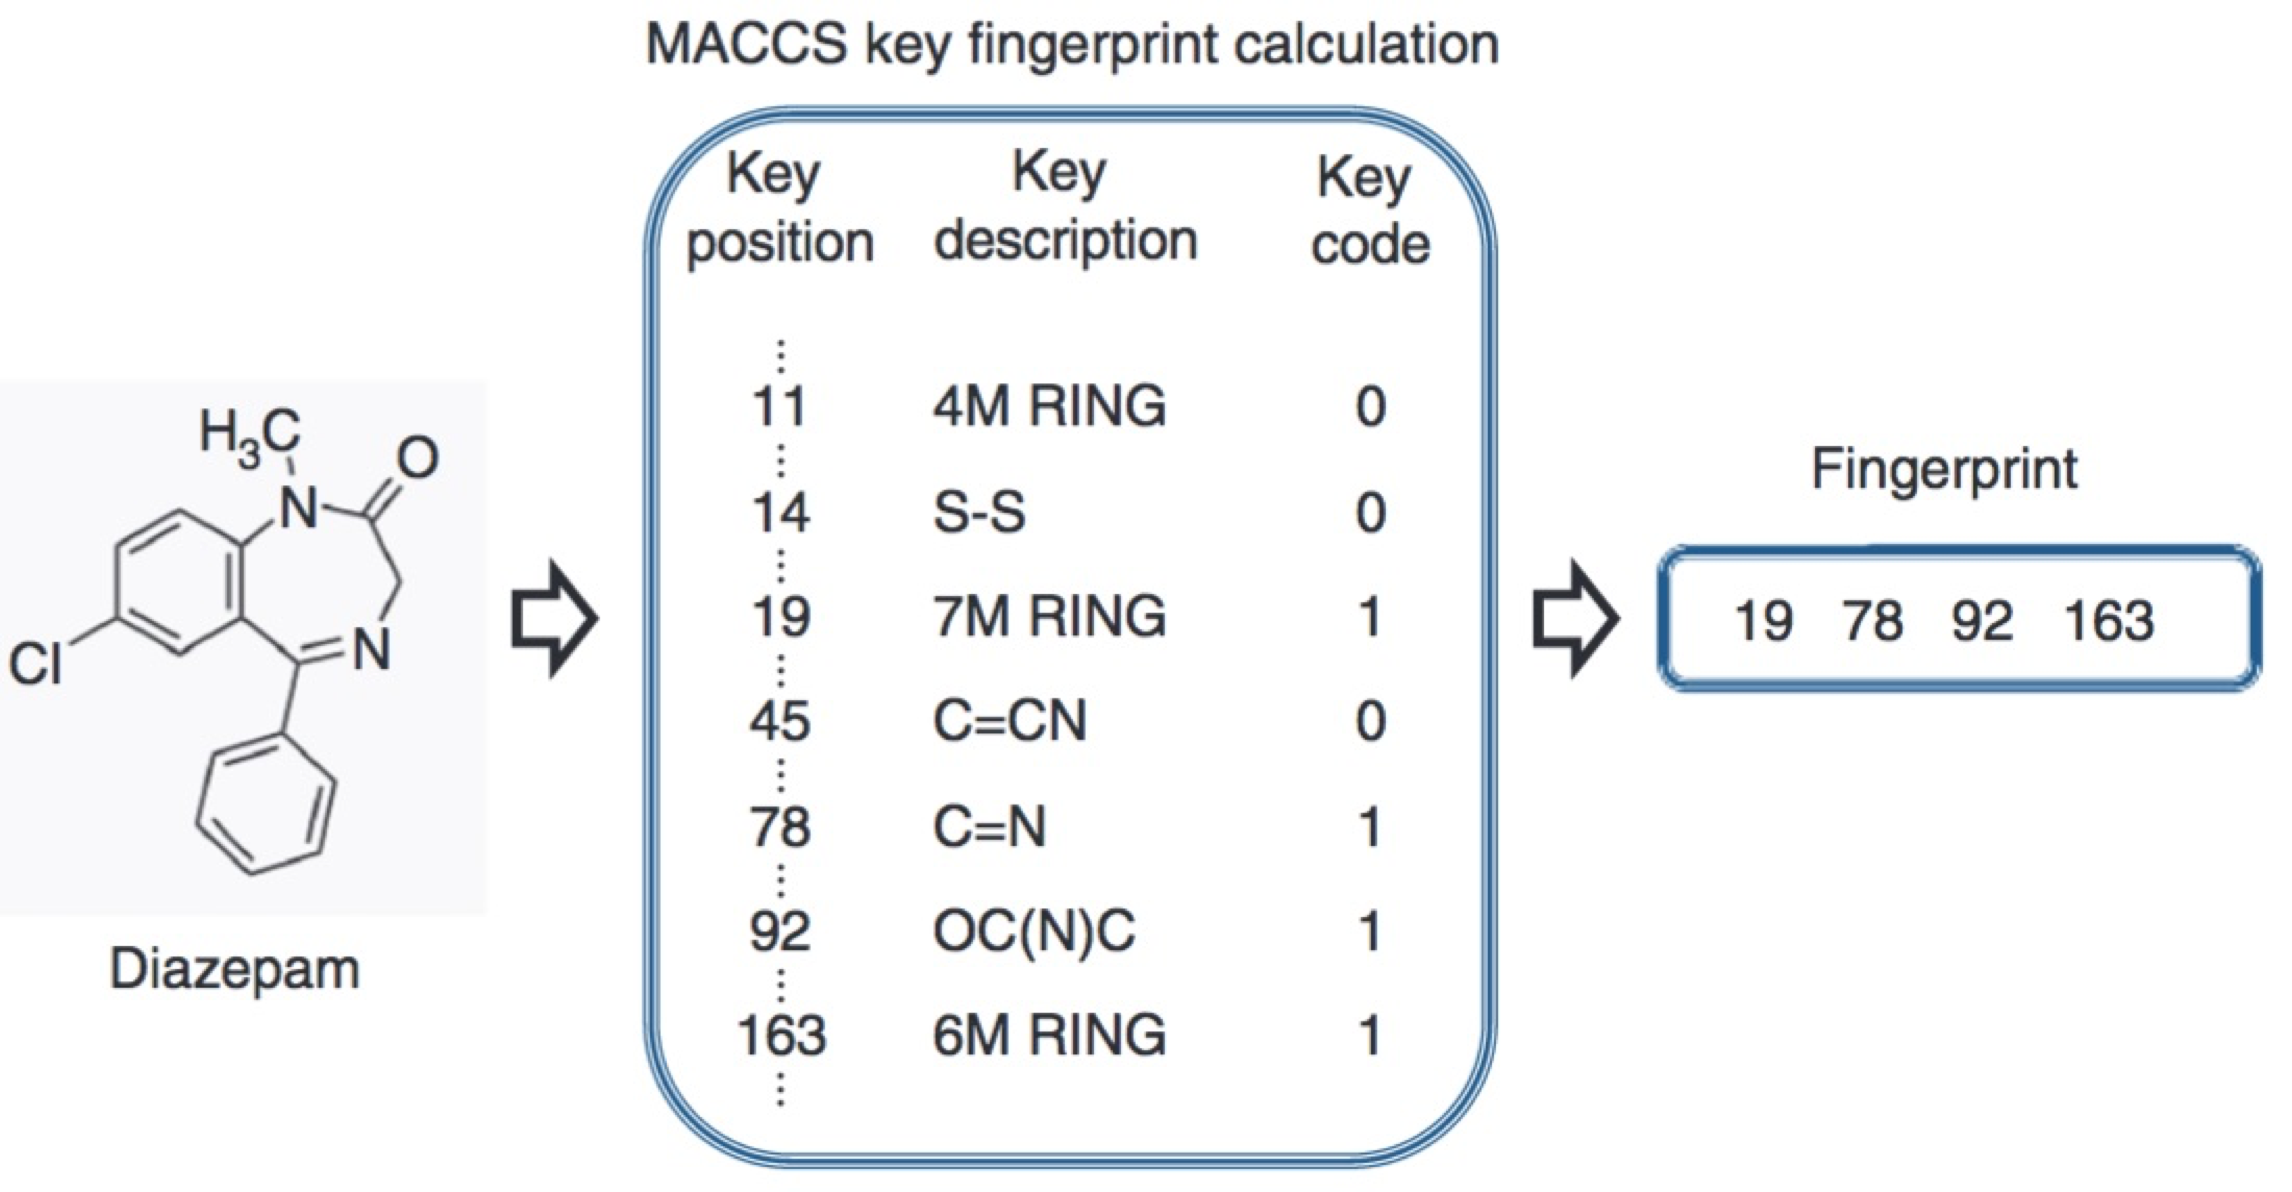 MACCS key fingerprint calculation
Key position Key description Key code
11 4M RING 0
14 S-S 0
19 7M RING 1
45 C=CN 0
78 C=N 1
92 OC(N)C 1
163 6M RING 1
H₃C
O
N
Cl
N
Diazepam
Fingerprint
19 78 92 163